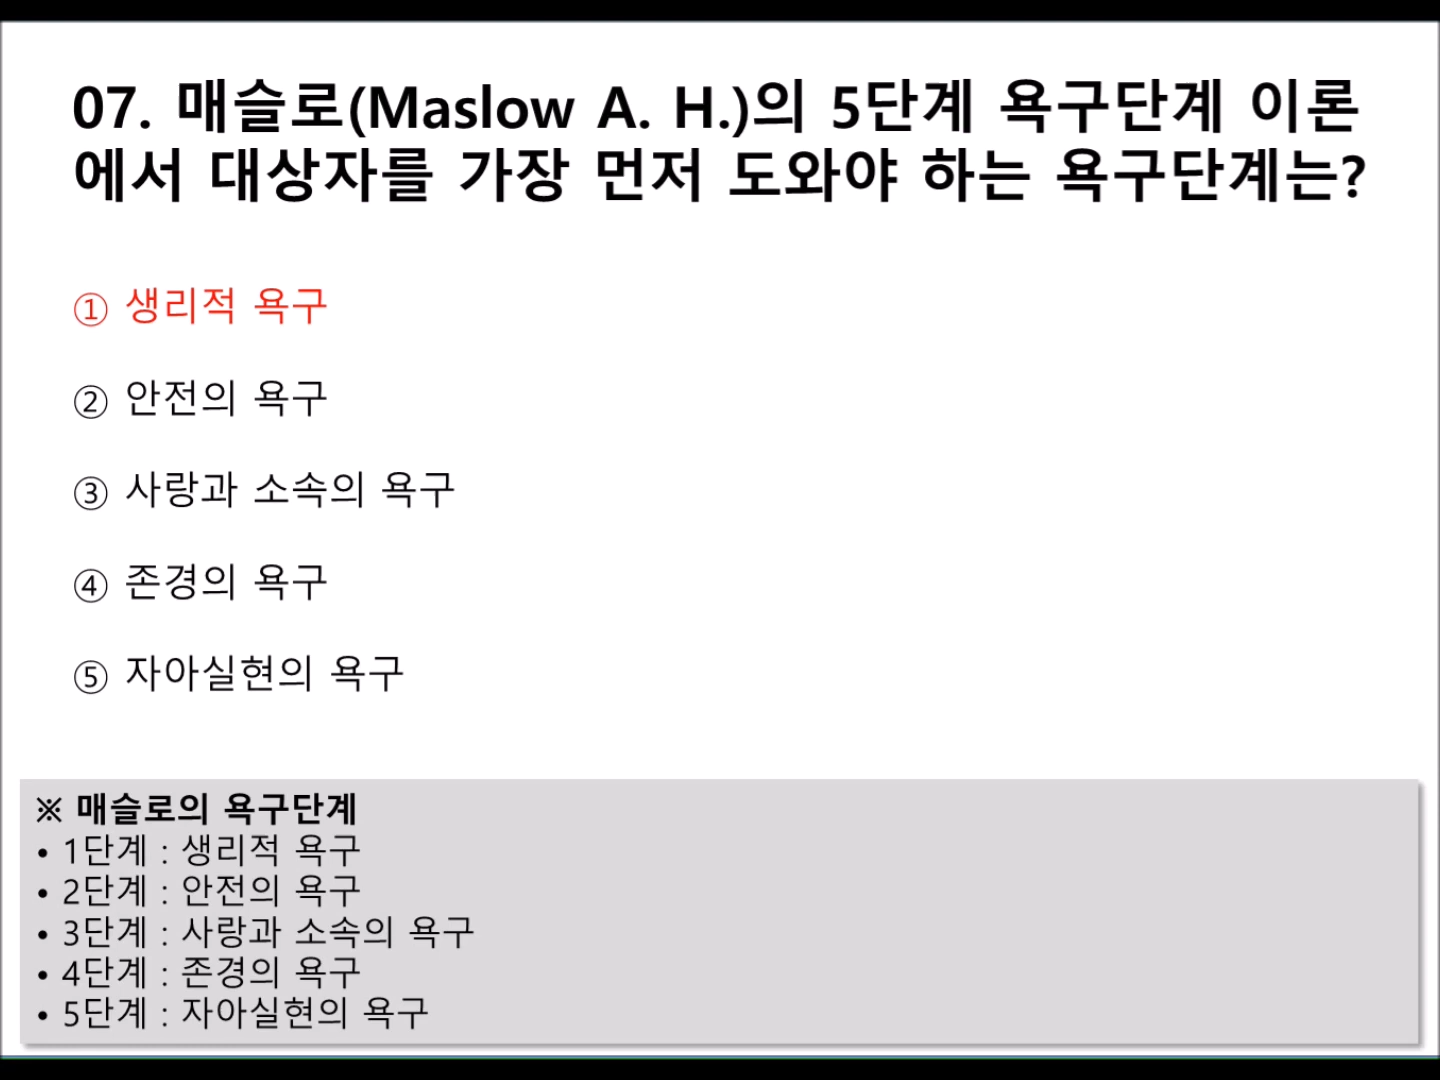 07. 매슬로(Maslow A. H.)의 5단계 욕구단계 이론
에서 대상자를 가장 먼저 도와야 하는 욕구단계는?
① 생리적 욕구
② 안전의 욕구
③ 사랑과 소속의 욕구
④ 존경의 욕구
⑤ 자아실현의 욕구
※ 매슬로의 욕구단계
• 1단계 : 생리적 욕구
• 2단계 : 안전의 욕구
• 3단계 : 사랑과 소속의 욕구
• 4단계 : 존경의 욕구
• 5단계 : 자아실현의 욕구